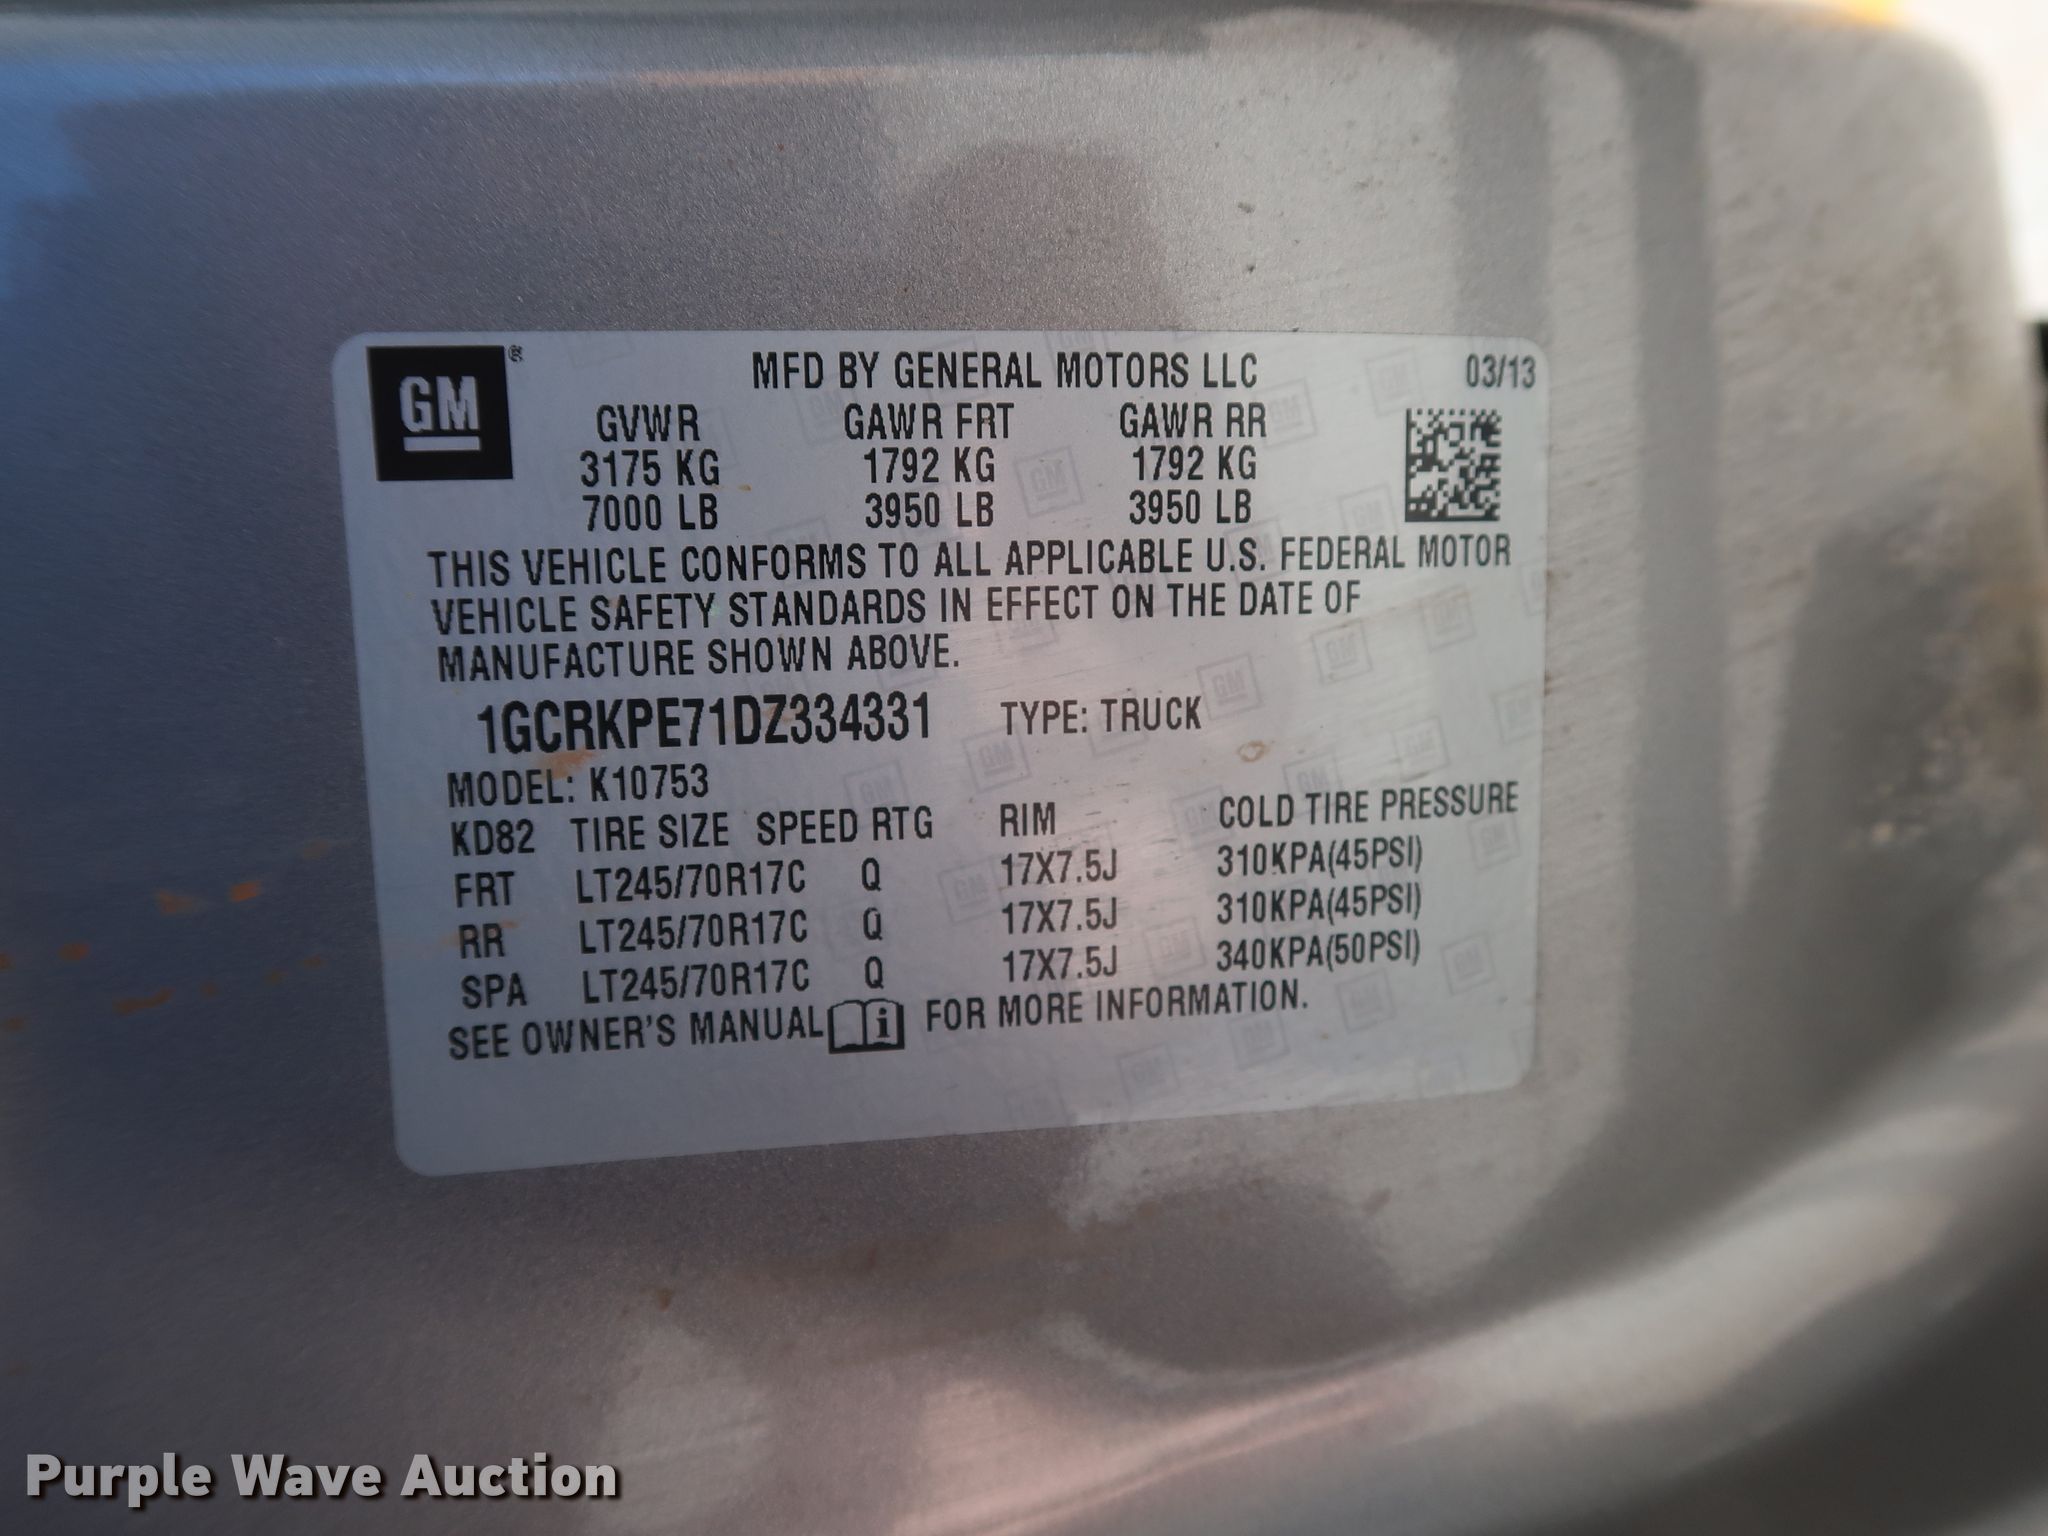 GM ®
MFD BY GENERAL MOTORS LLC 03/13
GVWR GAWR FRT GAWR RR
3175 KG 1792 KG 1792 KG
7000 LB 3950 LB 3950 LB
THIS VEHICLE CONFORMS TO ALL APPLICABLE U.S. FEDERAL MOTOR
VEHICLE SAFETY STANDARDS IN EFFECT ON THE DATE OF
MANUFACTURE SHOWN ABOVE.
1GCRKPE71DZ334331 TYPE: TRUCK
MODEL: K10753
KD82 TIRE SIZE SPEED RTG RIM COLD TIRE PRESSURE
FRT LT245/70R17C Q 17X7.5J 310KPA(45PSI)
RR LT245/70R17C Q 17X7.5J 310KPA(45PSI)
SPA LT245/70R17C Q 17X7.5J 340KPA(50PSI)
SEE OWNER'S MANUAL i FOR MORE INFORMATION.
Purple Wave Auction